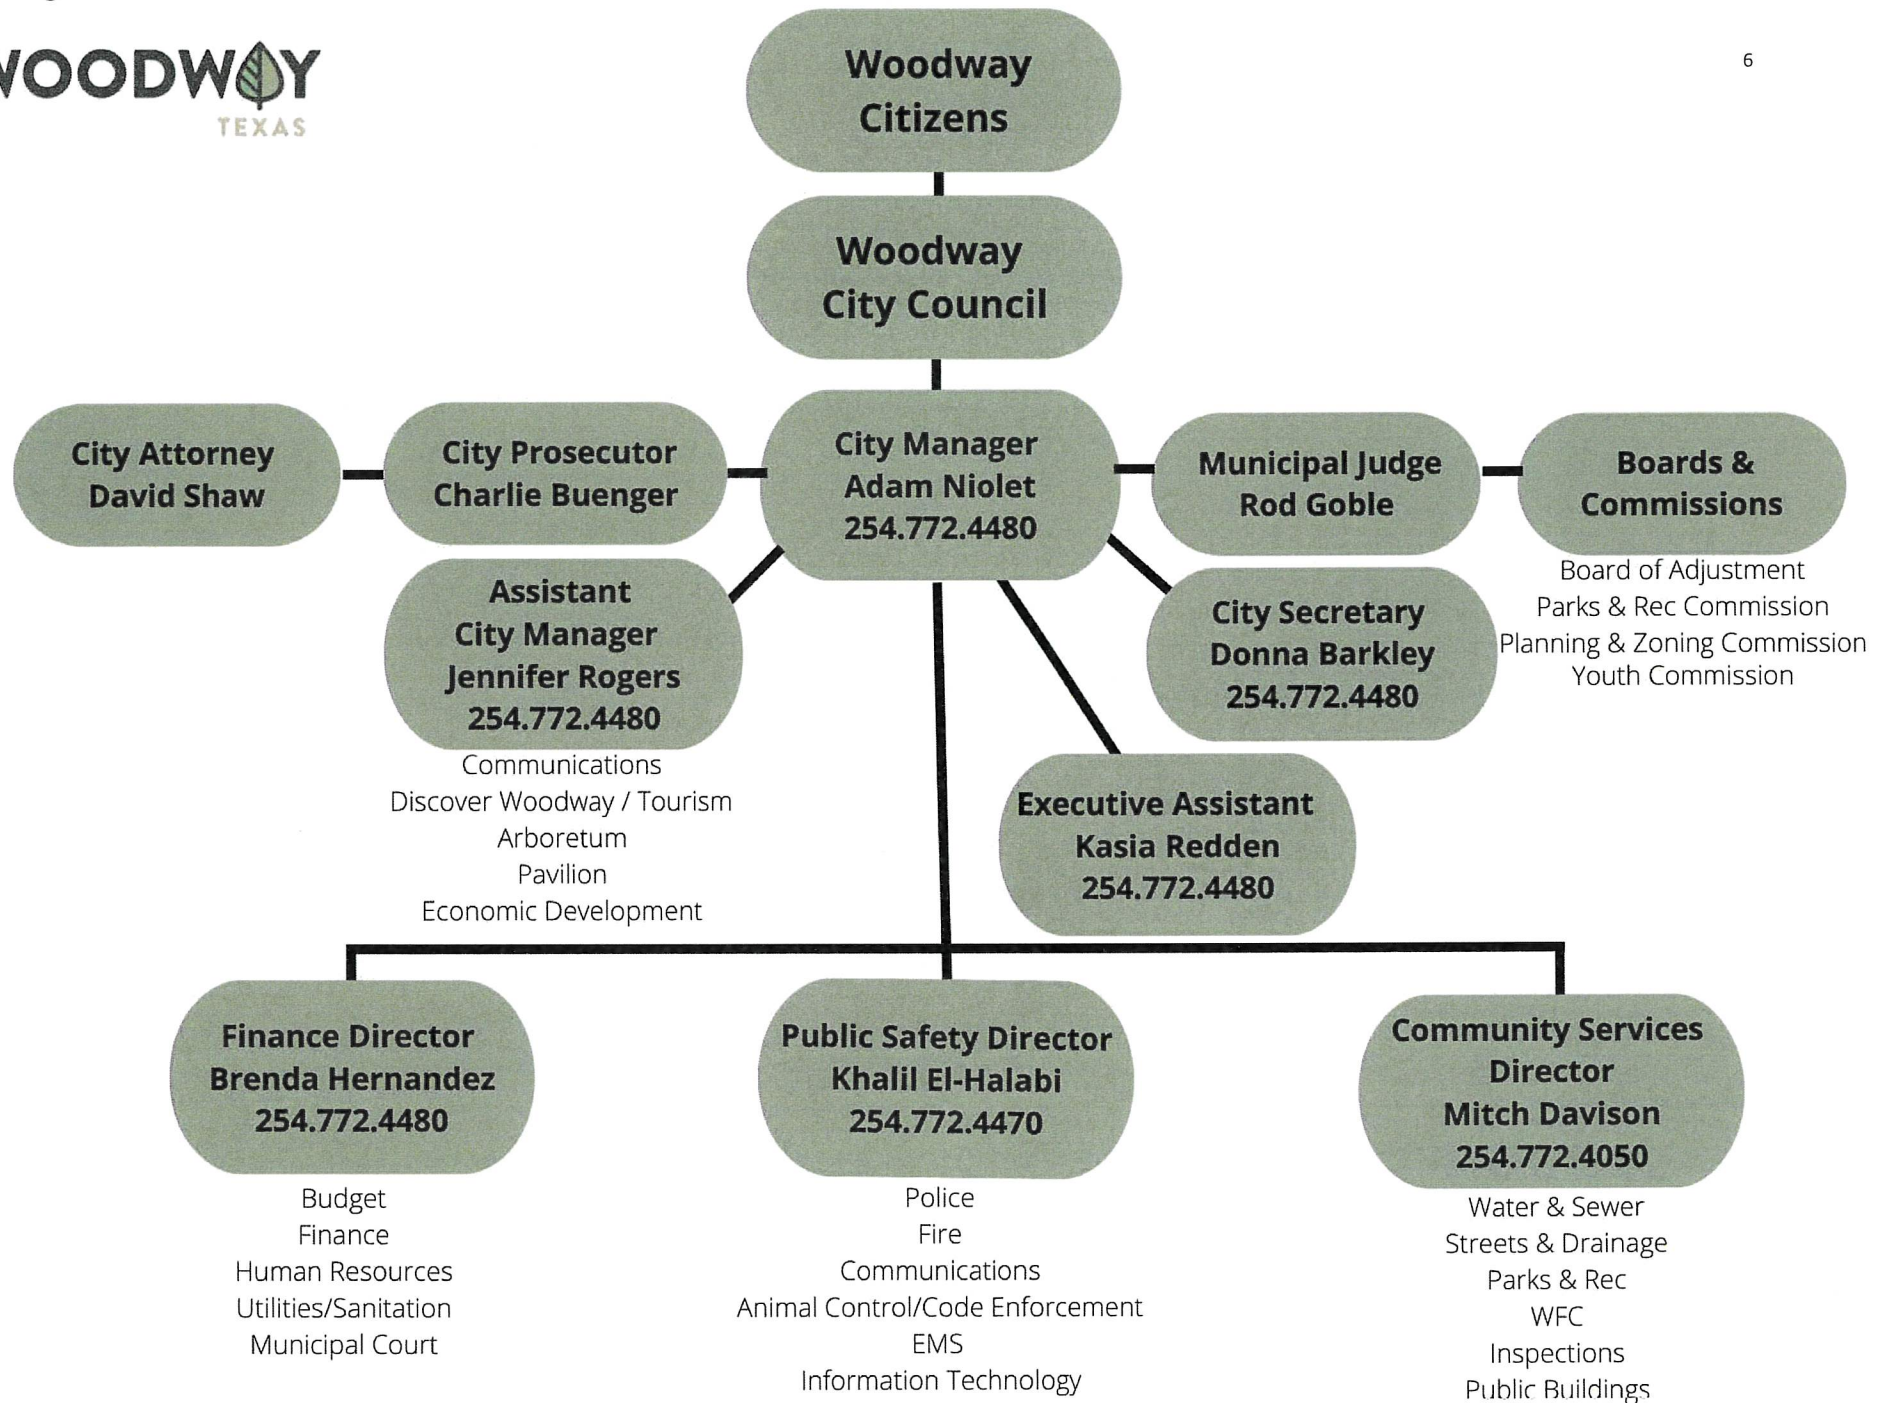 WOODWAY
TEXAS
6
Woodway
Citizens
Woodway
City Council
City Attorney
David Shaw
City Prosecutor
Charlie Buenger
City Manager
Adam Niolet
254.772.4480
Municipal Judge
Rod Goble
Boards &
Commissions
Board of Adjustment
Parks & Rec Commission
Planning & Zoning Commission
Youth Commission
Assistant
City Manager
Jennifer Rogers
254.772.4480
Communications
Discover Woodway / Tourism
Arboretum
Pavilion
Economic Development
City Secretary
Donna Barkley
254.772.4480
Executive Assistant
Kasia Redden
254.772.4480
Finance Director
Brenda Hernandez
254.772.4480
Budget
Finance
Human Resources
Utilities/Sanitation
Municipal Court
Public Safety Director
Khalil El-Halabi
254.772.4470
Police
Fire
Communications
Animal Control/Code Enforcement
EMS
Information Technology
Community Services
Director
Mitch Davison
254.772.4050
Water & Sewer
Streets & Drainage
Parks & Rec
WFC
Inspections
Public Buildings